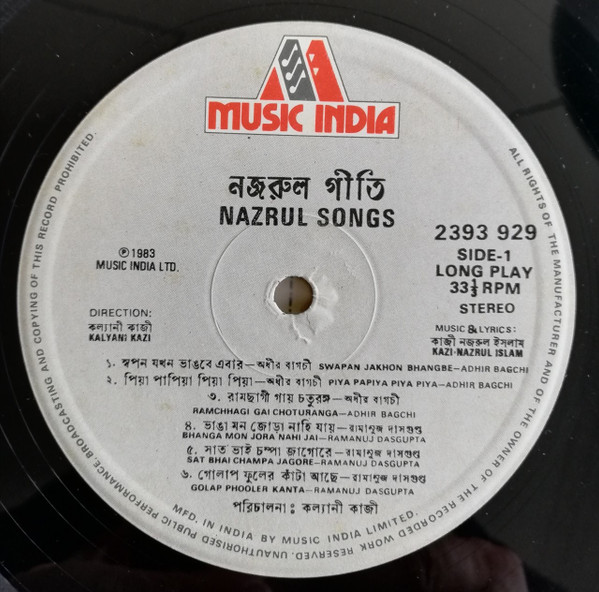 MUSIC INDIA
নজরুল গীতি
NAZRUL SONGS
2393 929
SIDE-1
LONG PLAY
33⅓ RPM
STEREO
℗1983
MUSIC INDIA LTD.
DIRECTION:
কল্যানী কাজী
KALYANI KAZI
MUSIC & LYRICS:
কাজী নজরুল ইসলাম
KAZI-NAZRUL ISLAM
১. স্বপন যখন ভাঙবে এবার—অধীর বাগচী SWAPAN JAKHON BHANGBE—ADHIR BAGCHI
২. পিয়া পাপিয়া পিয়া পিয়া—অধীর বাগচী PIYA PAPIYA PIYA PIYA—ADHIR BAGCHI
৩. রামছাগী গায় চতুরঙ্গ—অধীর বাগচী
RAMCHHAGI GAI CHOTURANGA—ADHIR BAGCHI
৪. ভাঙা মন জোড়া নাহি যায়—রামানুজ দাসগুপ্ত
BHANGA MON JORA NAHI JAI—RAMANUJ DASGUPTA
৫. সাত ভাই চম্পা জাগোরে—রামানুজ দাসগুপ্ত
SAT BHAI CHAMPA JAGORE—RAMANUJ DASGUPTA
৬. গোলাপ ফুলের কাঁটা আছে—রামানুজ দাসগুপ্ত
GOLAP PHOOLER KANTA—RAMANUJ DASGUPTA
পরিচালনা: কল্যানী কাজী
MFD. IN INDIA BY MUSIC INDIA LIMITED.
ALL RIGHTS OF THE MANUFACTURER AND OF THE OWNER OF THE RECORDED WORK RESERVED. UNAUTHORISED PUBLIC PERFORMANCE, BROADCASTING AND COPYING OF THIS RECORD PROHIBITED.